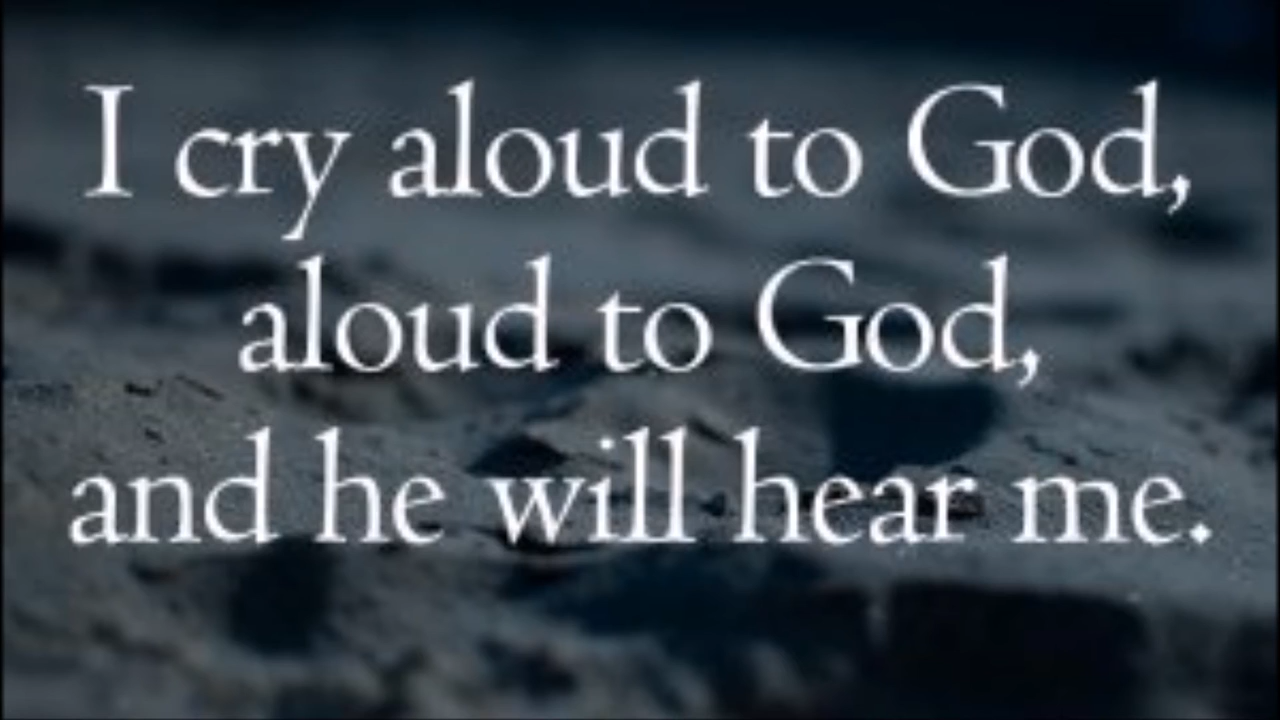 I cry aloud to God,
aloud to God,
and he will hear me.